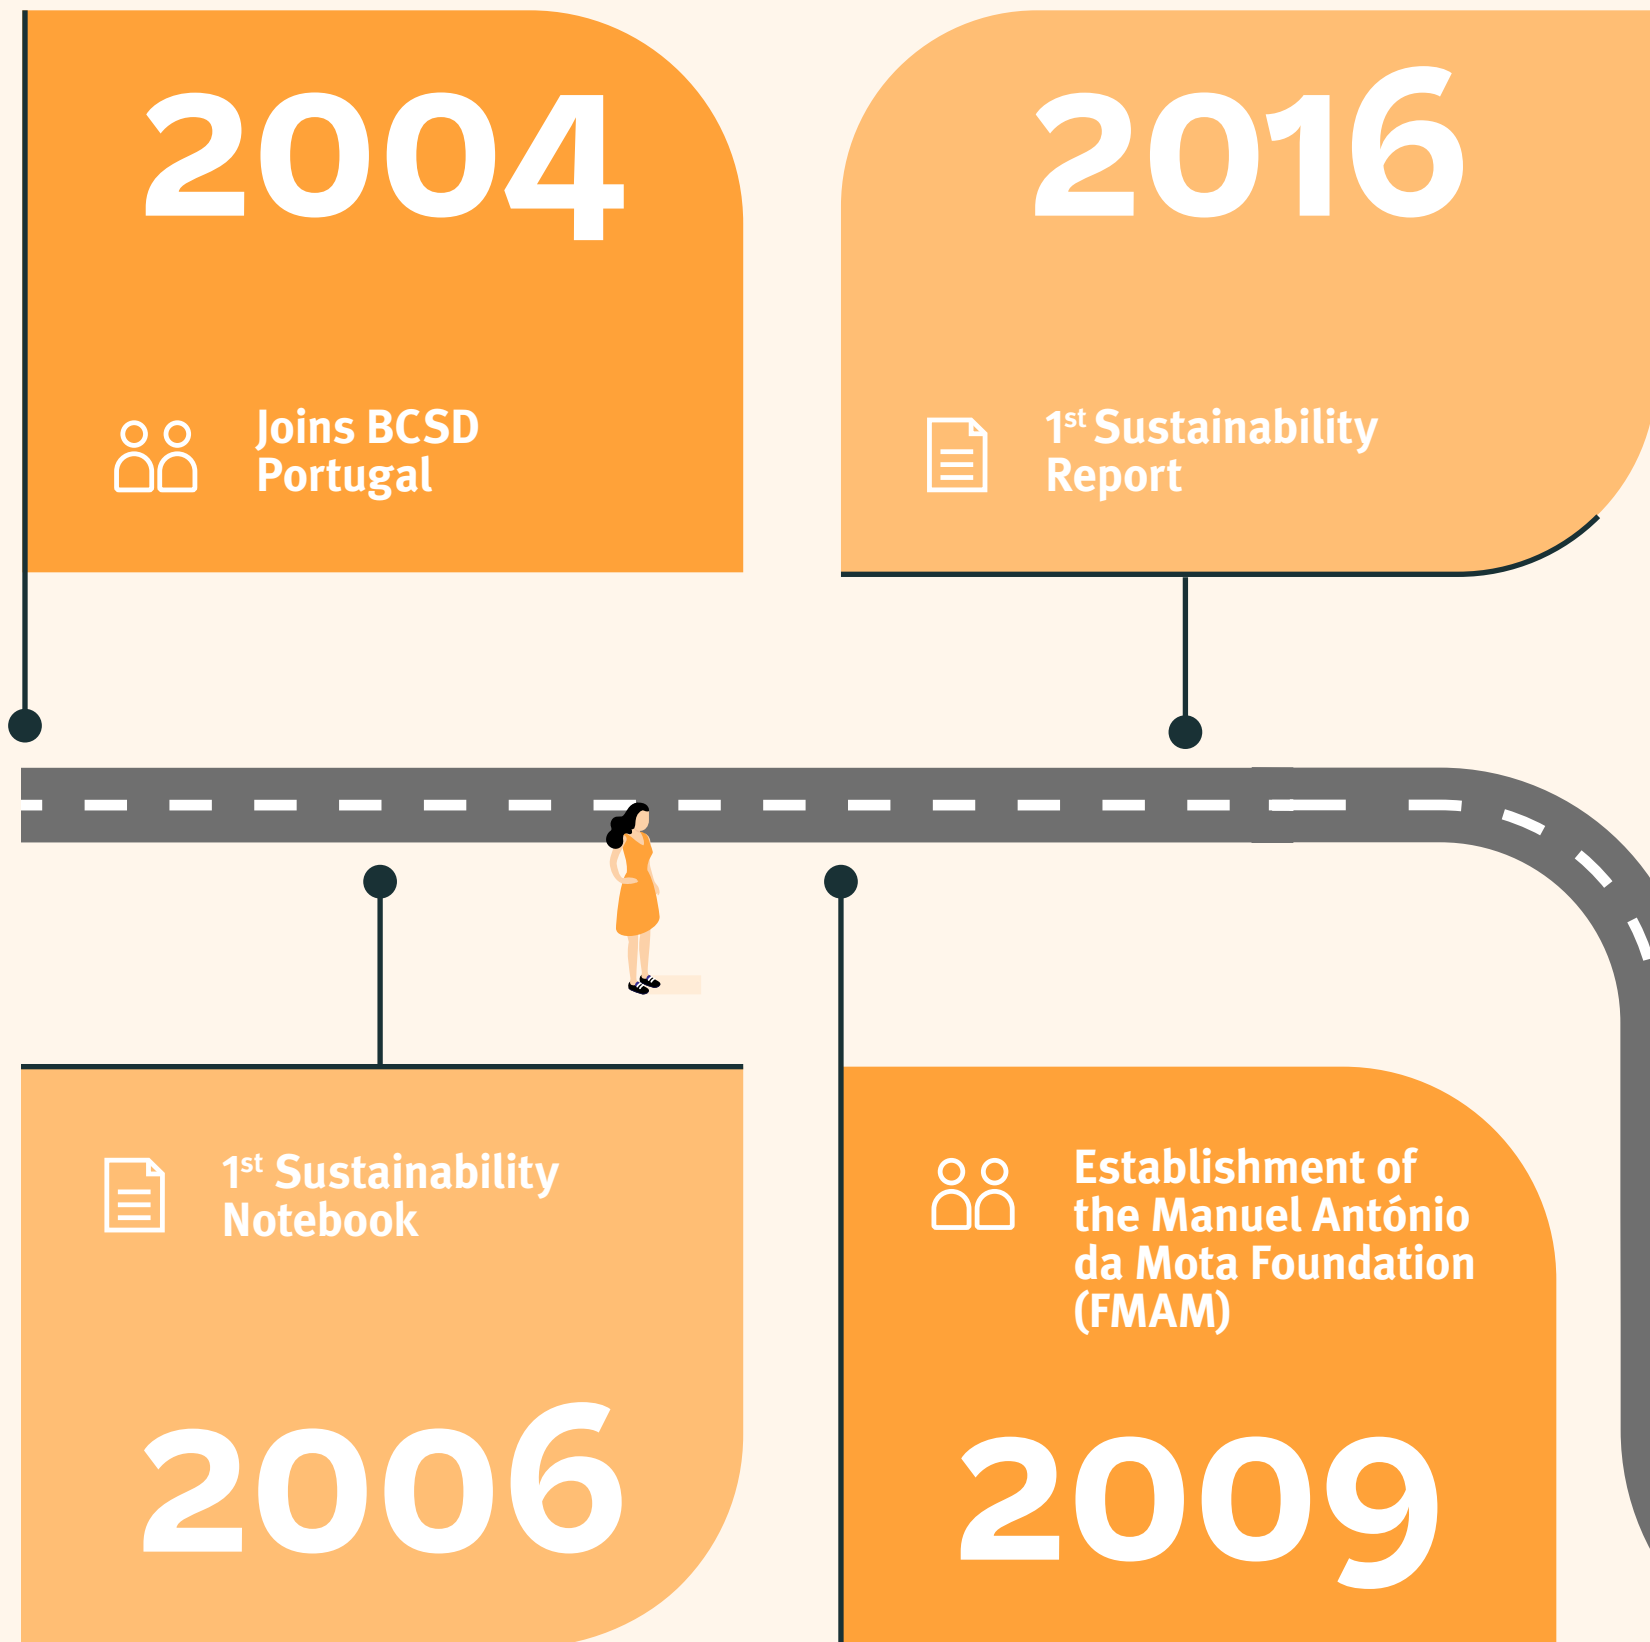 2004
Joins BCSD
Portugal
2016
1st Sustainability
Report
1st Sustainability
Notebook
2006
Establishment of
the Manuel António
da Mota Foundation
(FMAM)
2009